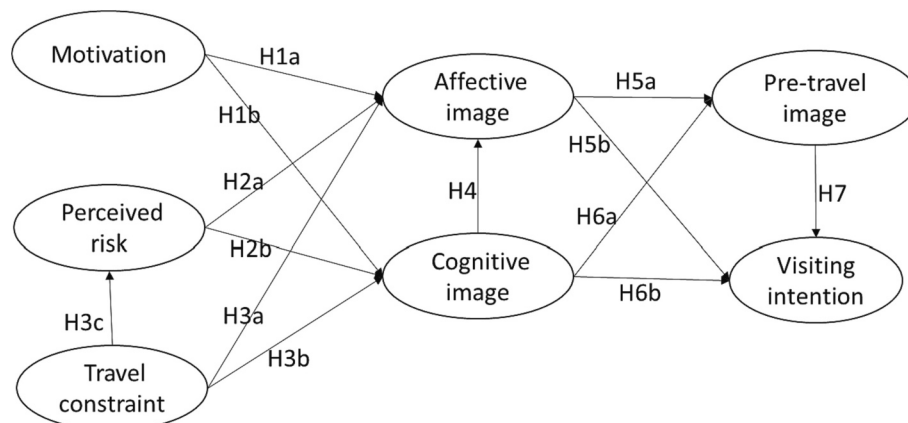 Motivation
H1a
Affective
image
H5a
Pre-travel
image
H1b
H5b
H2a
H4
H7
Perceived
risk
H6a
H2b
Cognitive
image
Visiting
intention
H6b
H3a
H3c
H3b
Travel
constraint